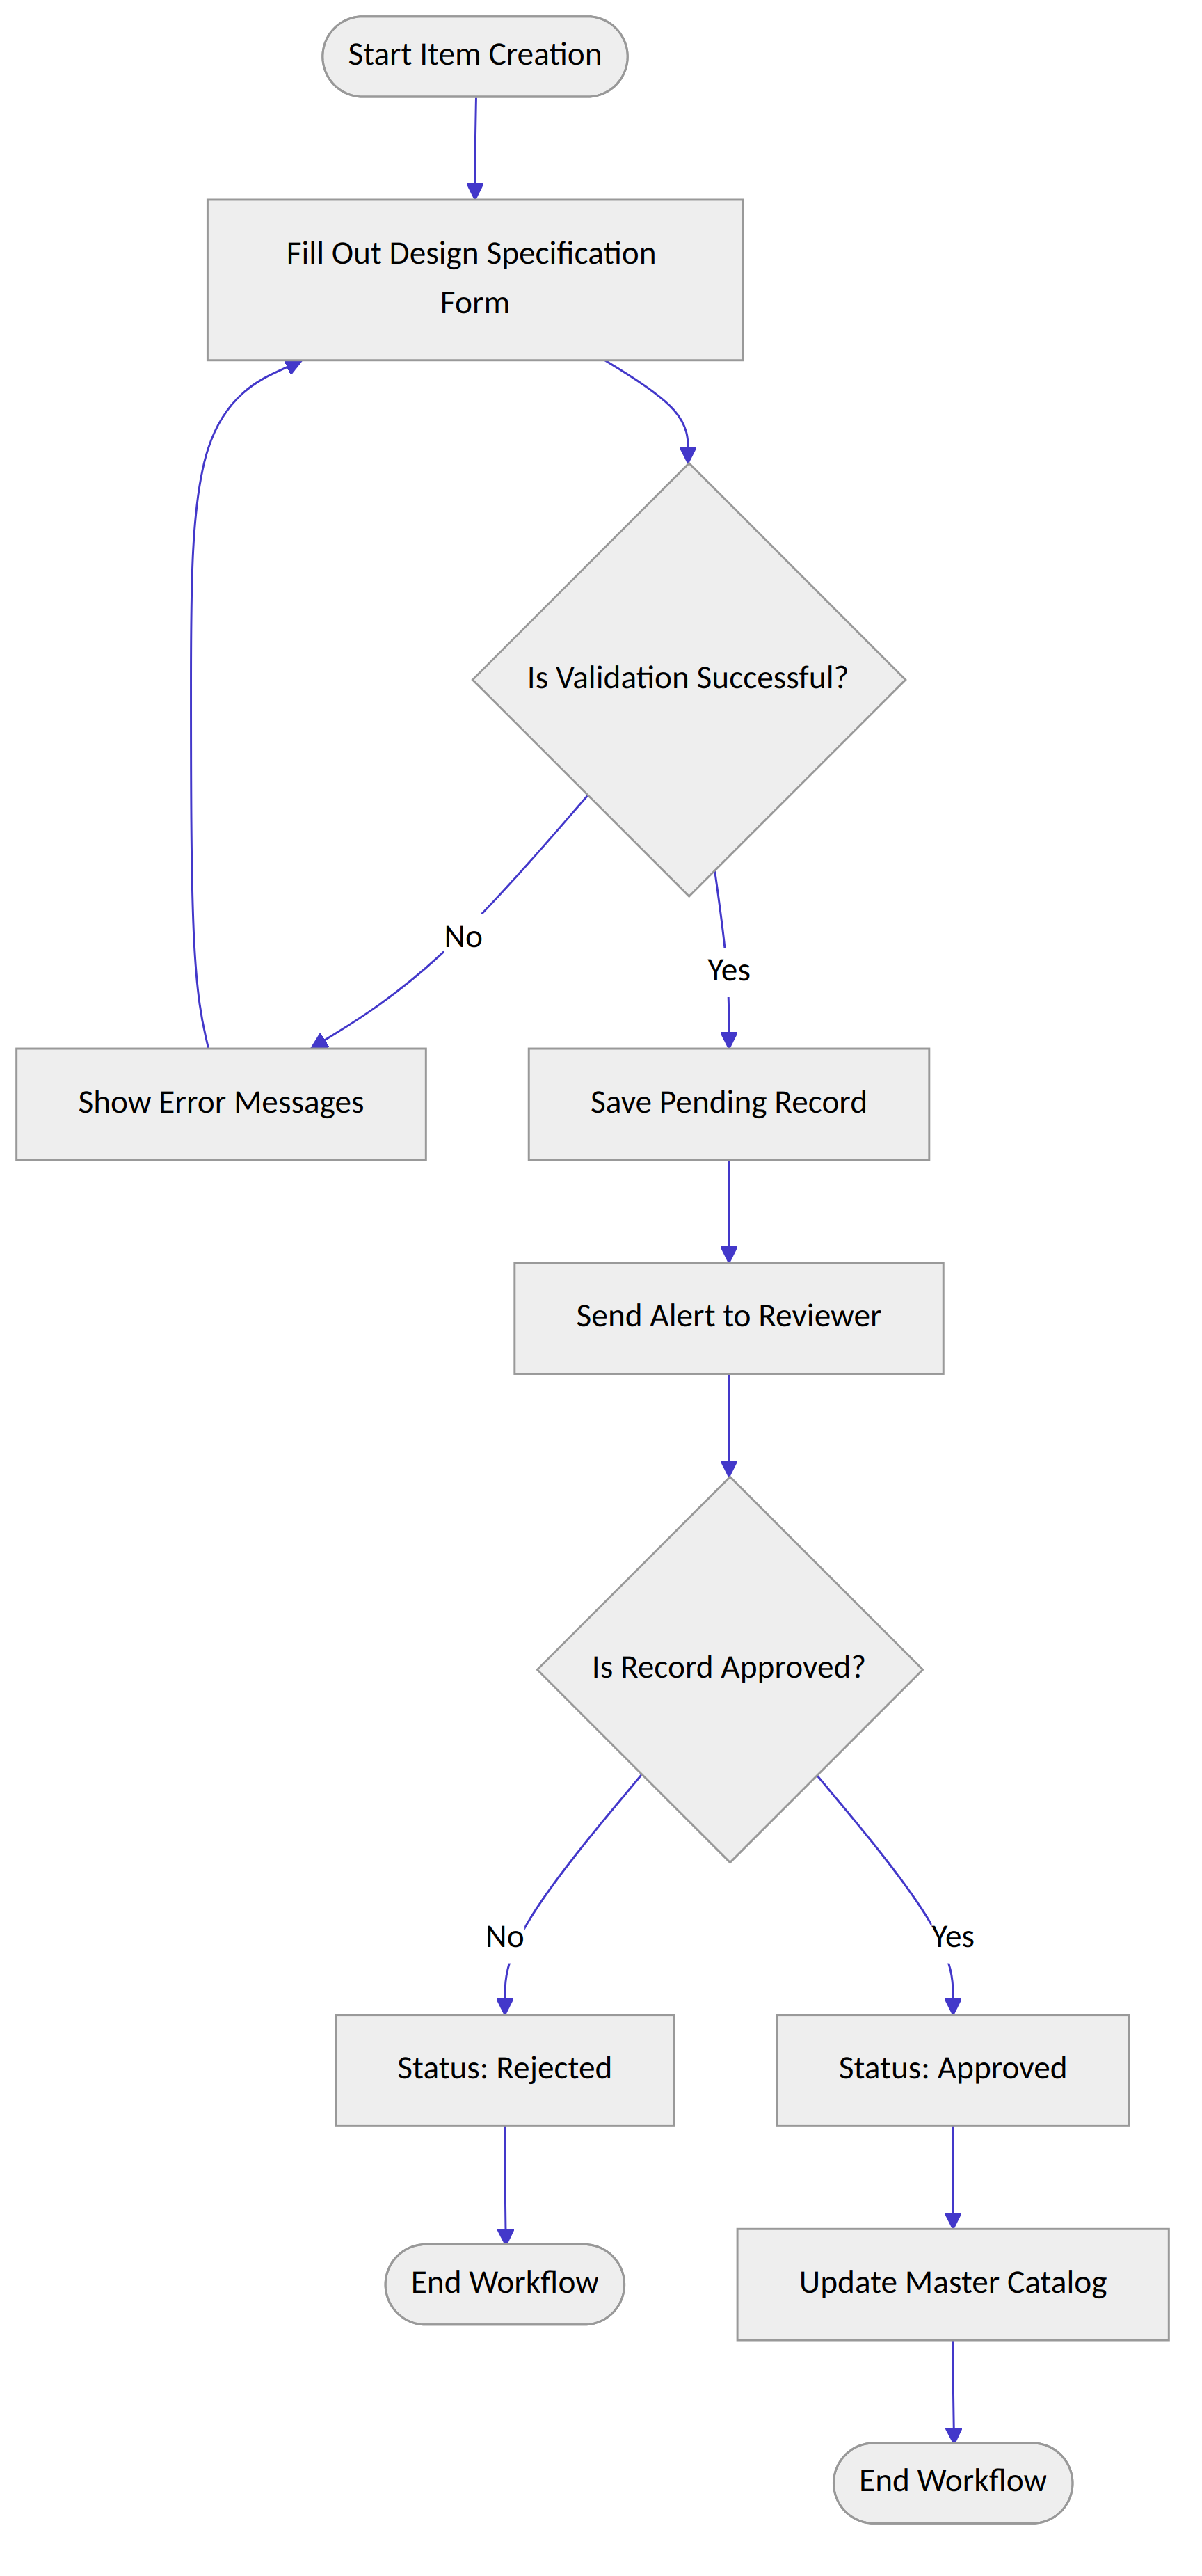 Start Item Creation
Fill Out Design Specification
Form
Is Validation Successful?
No
Yes
Show Error Messages
Save Pending Record
Send Alert to Reviewer
Is Record Approved?
No
Yes
Status: Rejected
Status: Approved
End Workflow
Update Master Catalog
End Workflow